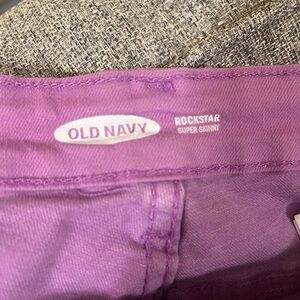 OLD NAVY
ROCKSTAR
SUPER SKINNY